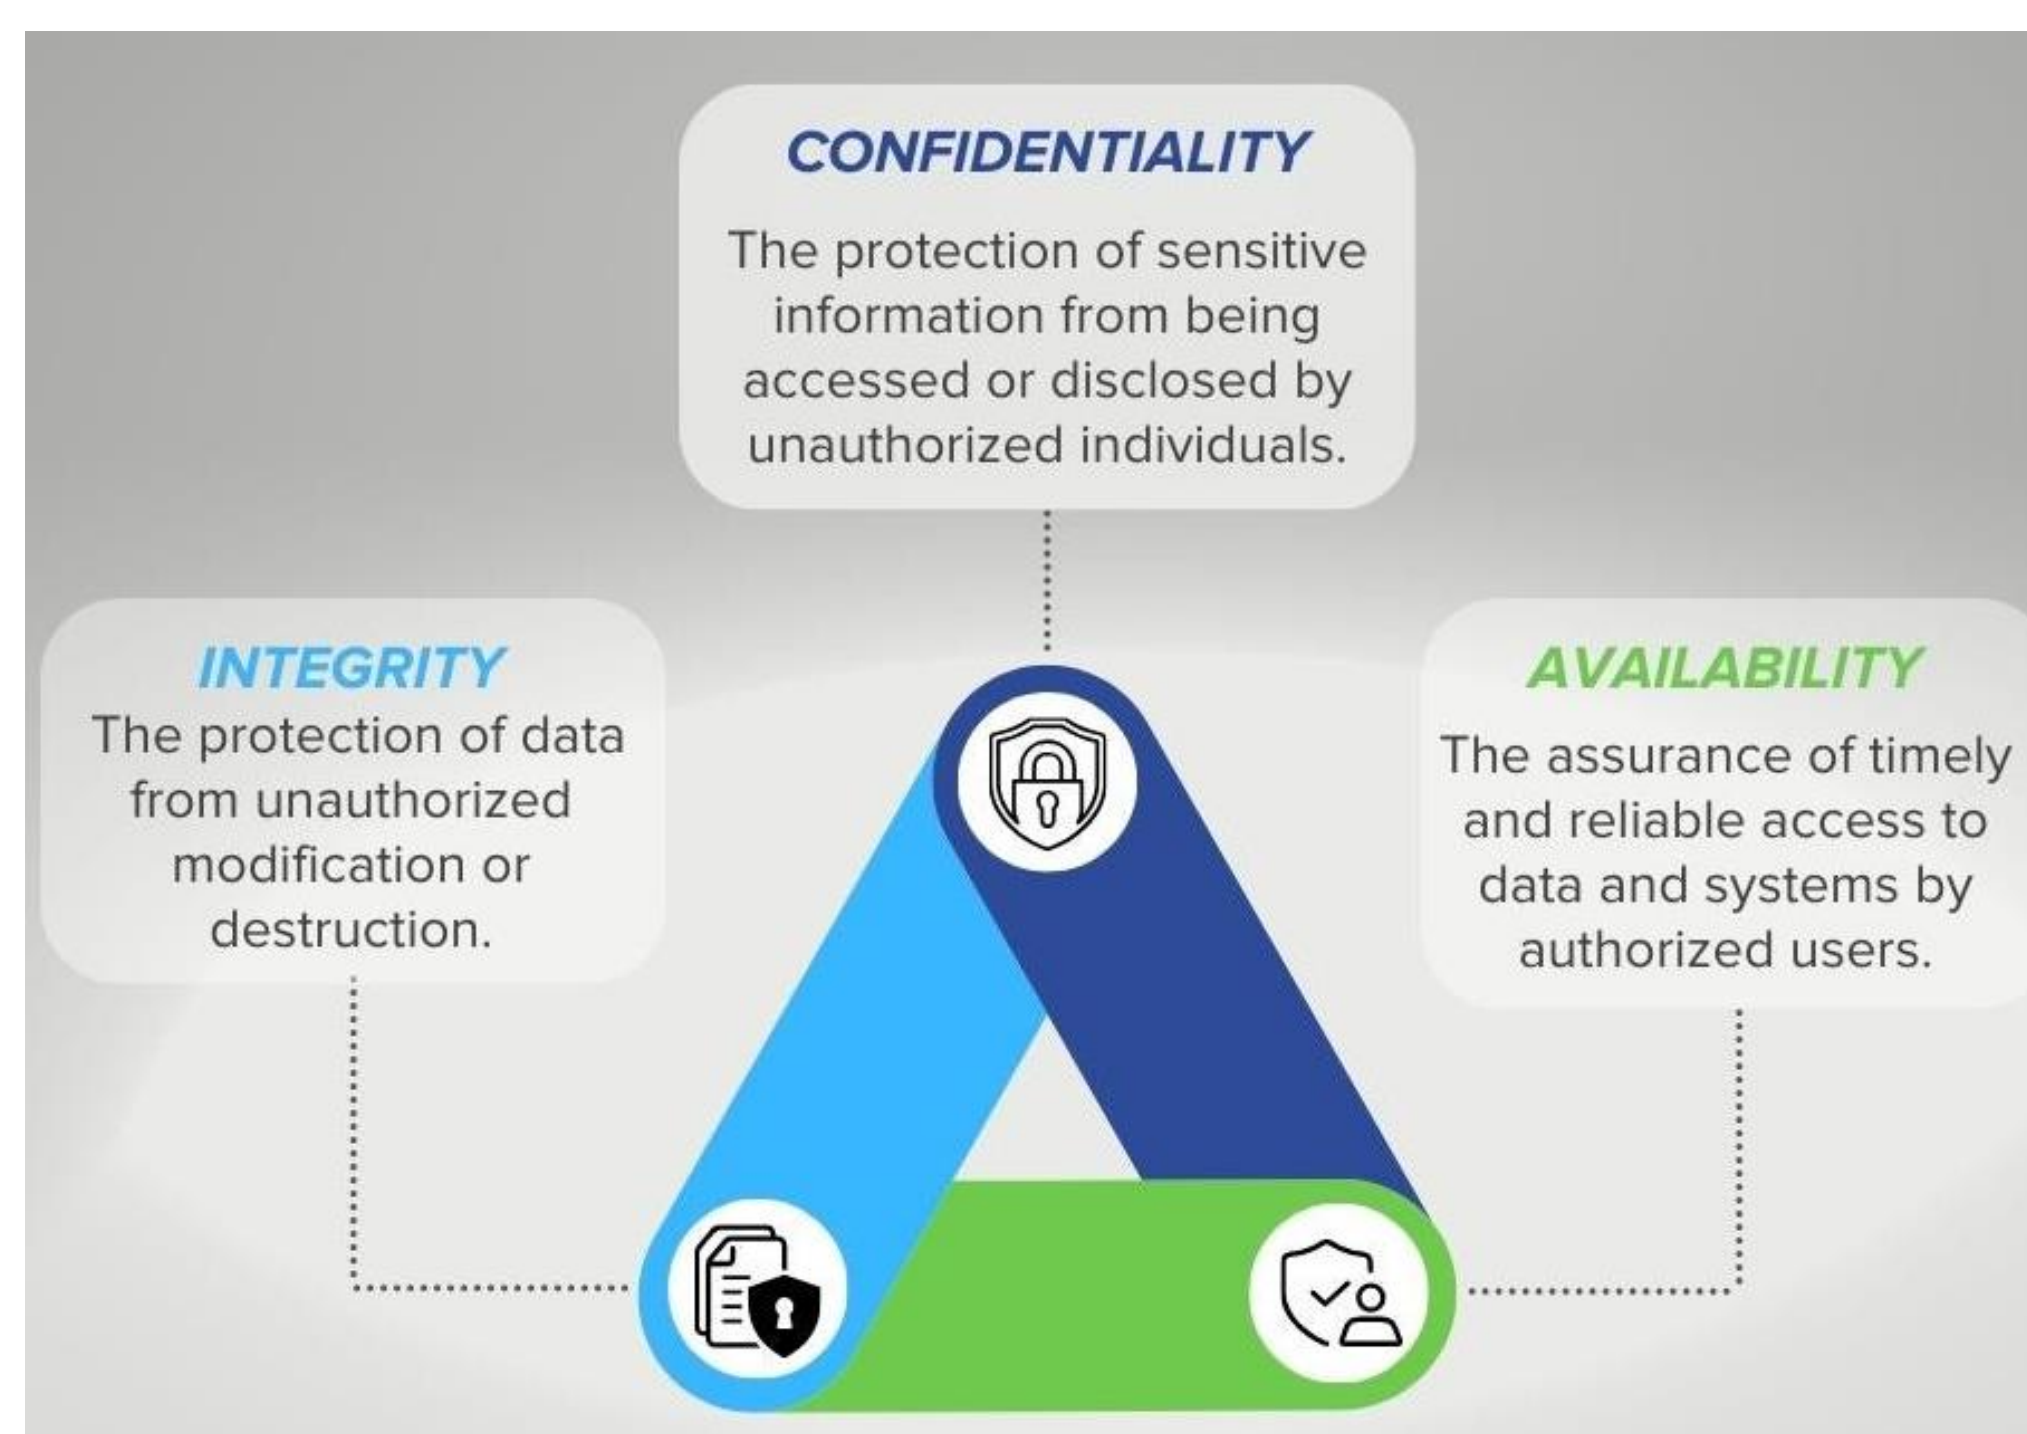 CONFIDENTIALITY
The protection of sensitive
information from being
accessed or disclosed by
unauthorized individuals.
INTEGRITY
The protection of data
from unauthorized
modification or
destruction.
AVAILABILITY
The assurance of timely
and reliable access to
data and systems by
authorized users.